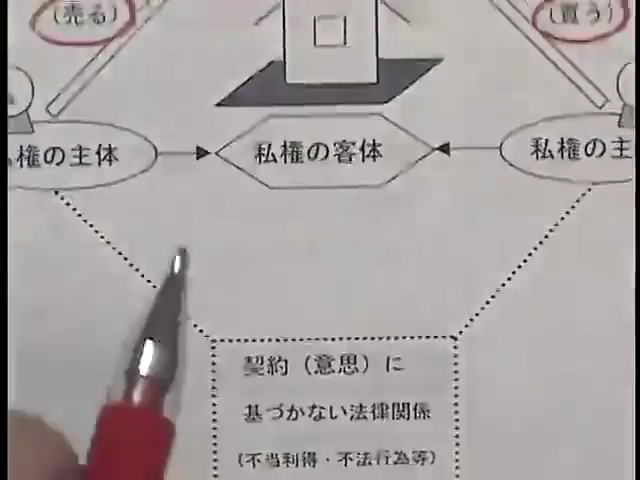 (売る)
(買う)
権の主体
私権の客体
私権の主
契約（意思）に
基づかない法律関係
(不当利得・不法行為等)